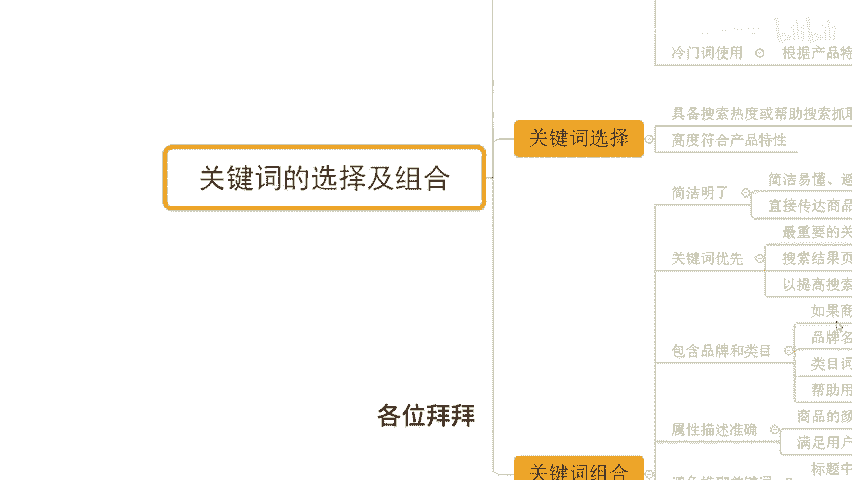 冷门词使用 根据产品特
关键词选择
具备搜索热度或帮助搜索抓取
高度符合产品特性
关键词的选择及组合
简洁明了
简洁易懂、避
直接传达商品
关键词优先
最重要的关
搜索结果页
以提高搜索
包含品牌和类目
如果商
品牌名
类目词
帮助用
属性描述准确
商品的颜
满足用户
各位拜拜
关键词组合
标题中